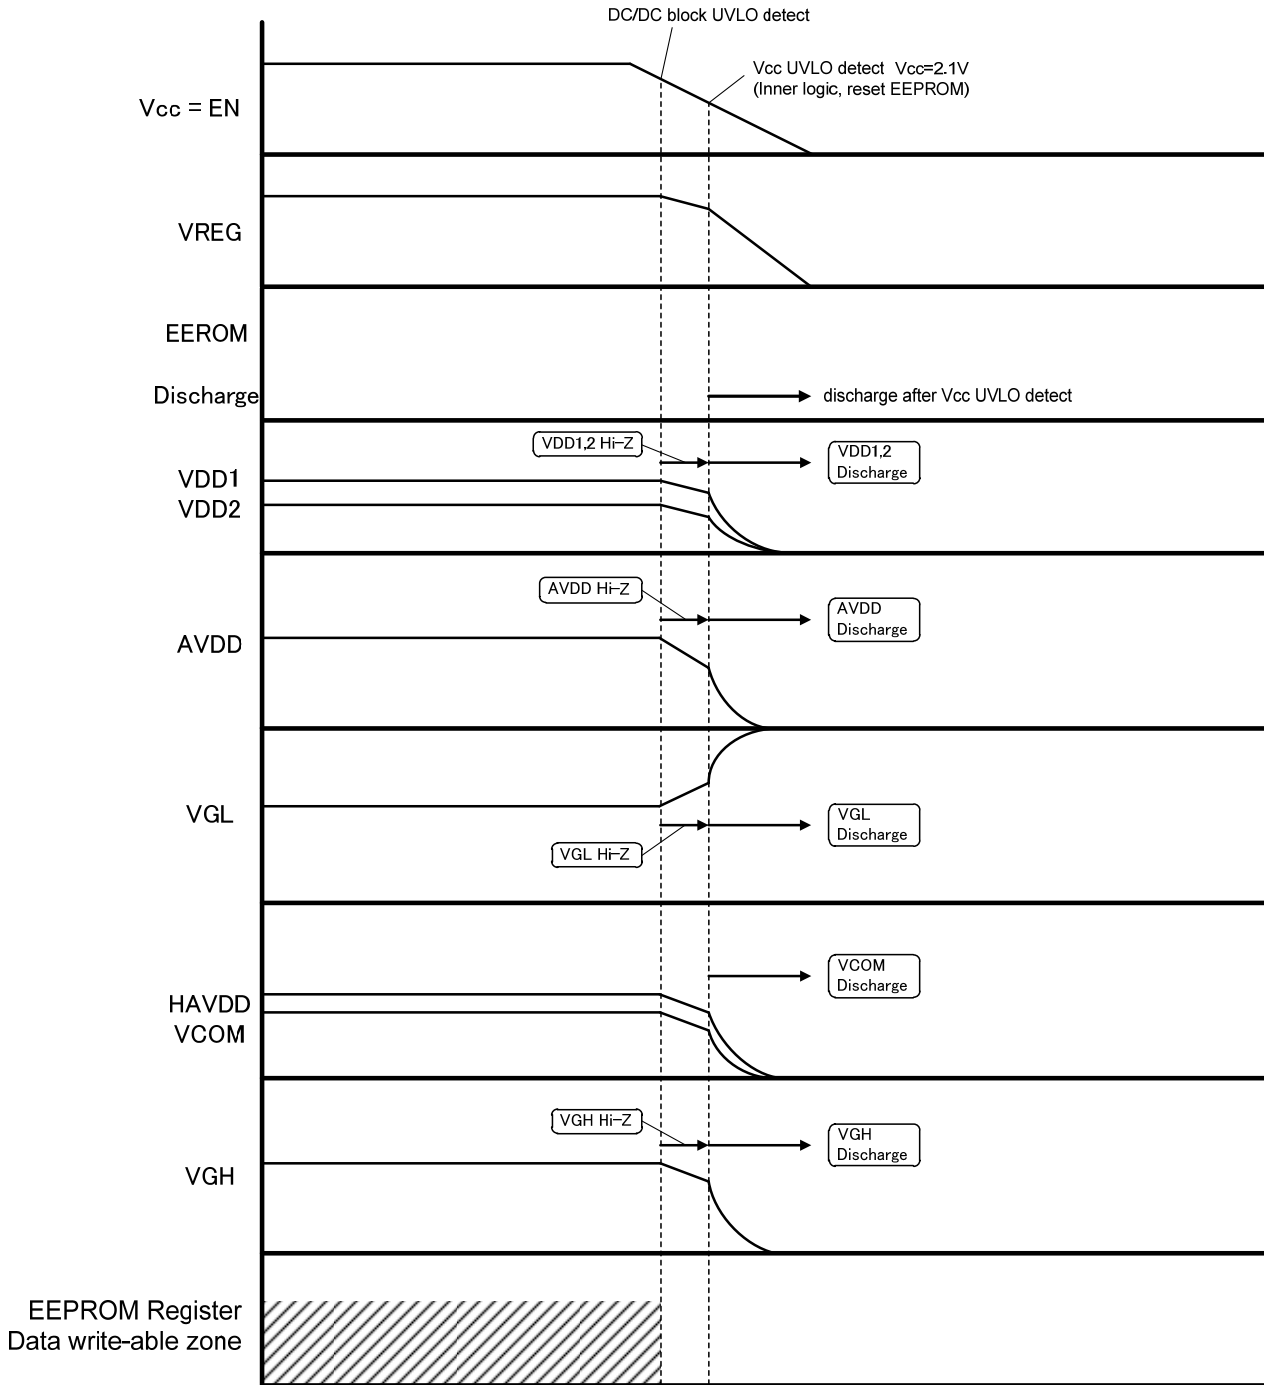 DC/DC block UVLO detect
Vcc UVLO detect Vcc=2.1V
(Inner logic, reset EEPROM)
Vcc = EN
VREG
EEROM
Discharge
discharge after Vcc UVLO detect
VDD1,2 Hi-Z
VDD1,2
Discharge
VDD1
VDD2
AVDD Hi-Z
AVDD
Discharge
AVDD
VGL
VGL
Discharge
VGL Hi-Z
VCOM
Discharge
HAVDD
VCOM
VGH Hi-Z
VGH
Discharge
VGH
EEPROM Register
Data write-able zone